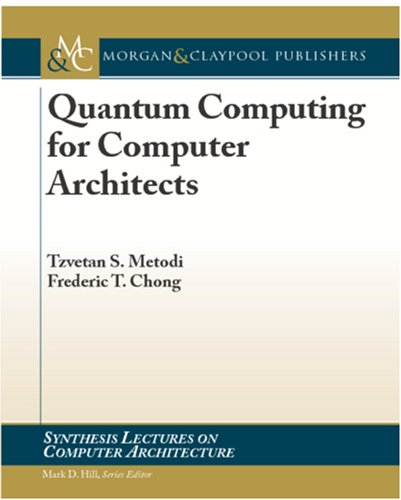 M&C MORGAN&CLAYPOOL PUBLISHERS
Quantum Computing
for Computer
Architects
Tzvetan S. Metodi
Frederic T. Chong
SYNTHESIS LECTURES ON
COMPUTER ARCHITECTURE
Mark D. Hill, Series Editor